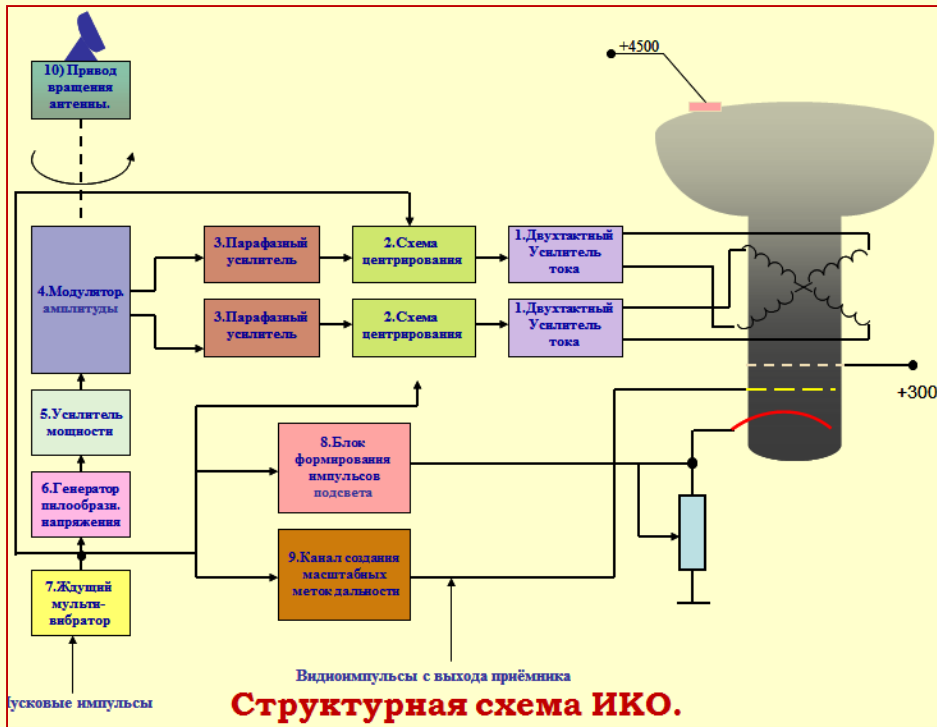 10) Привод
вращения
антенны.
+4500
4.Модулятор.
амплитуды
3.Парафазный
усилитель
2.Схема
центрирования
1.Двухтактный
Усилитель
тока
3.Парафазный
усилитель
2.Схема
центрирования
1.Двухтактный
Усилитель
тока
+300
5.Усилитель
мощности
8.Блок
формирования
импульсов
подсвета
6.Генератор
пилообразн.
напряжения
9.Канал создания
масштабных
меток дальности
7.Ждущий
мульти-
вибратор
Видиоимпульсы с выхода приёмника
импульсы
Структурная схема ИКО.